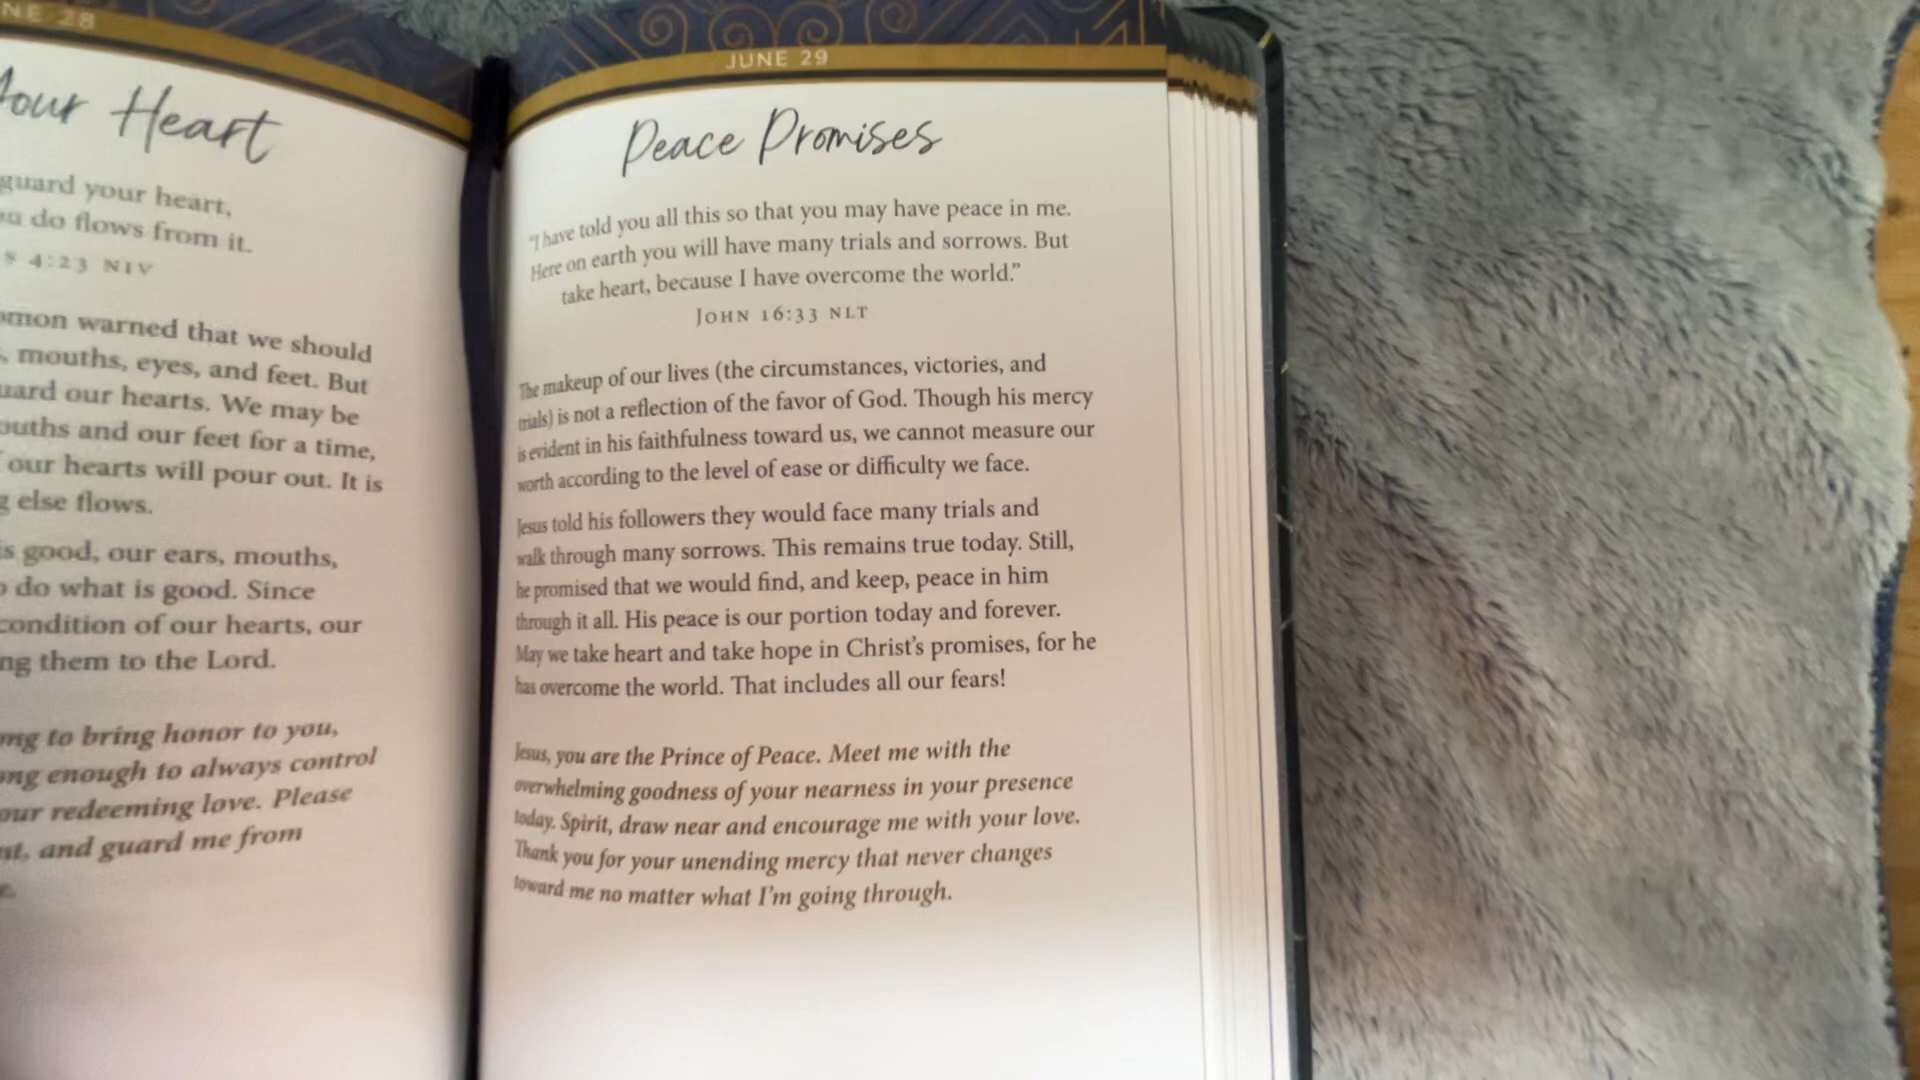 NE 28
Your Heart
guard your heart,
ou do flows from it.
S 4:23 NIV
omon warned that we should
, mouths, eyes, and feet. But
uard our hearts. We may be
ouths and our feet for a time,
our hearts will pour out. It is
g else flows.
is good, our ears, mouths,
o do what is good. Since
condition of our hearts, our
ng them to the Lord.
ong to bring honor to you,
ong enough to always control
our redeeming love. Please
nt, and guard me from
e.
JUNE 29
Peace Promises
"I have told you all this so that you may have peace in me.
Here on earth you will have many trials and sorrows. But
take heart, because I have overcome the world."
JOHN 16:33 NLT
The makeup of our lives (the circumstances, victories, and
trials) is not a reflection of the favor of God. Though his mercy
is evident in his faithfulness toward us, we cannot measure our
worth according to the level of ease or difficulty we face.
Jesus told his followers they would face many trials and
walk through many sorrows. This remains true today. Still,
he promised that we would find, and keep, peace in him
through it all. His peace is our portion today and forever.
May we take heart and take hope in Christ's promises, for he
has overcome the world. That includes all our fears!
Jesus, you are the Prince of Peace. Meet me with the
overwhelming goodness of your nearness in your presence
today. Spirit, draw near and encourage me with your love.
Thank you for your unending mercy that never changes
toward me no matter what I'm going through.